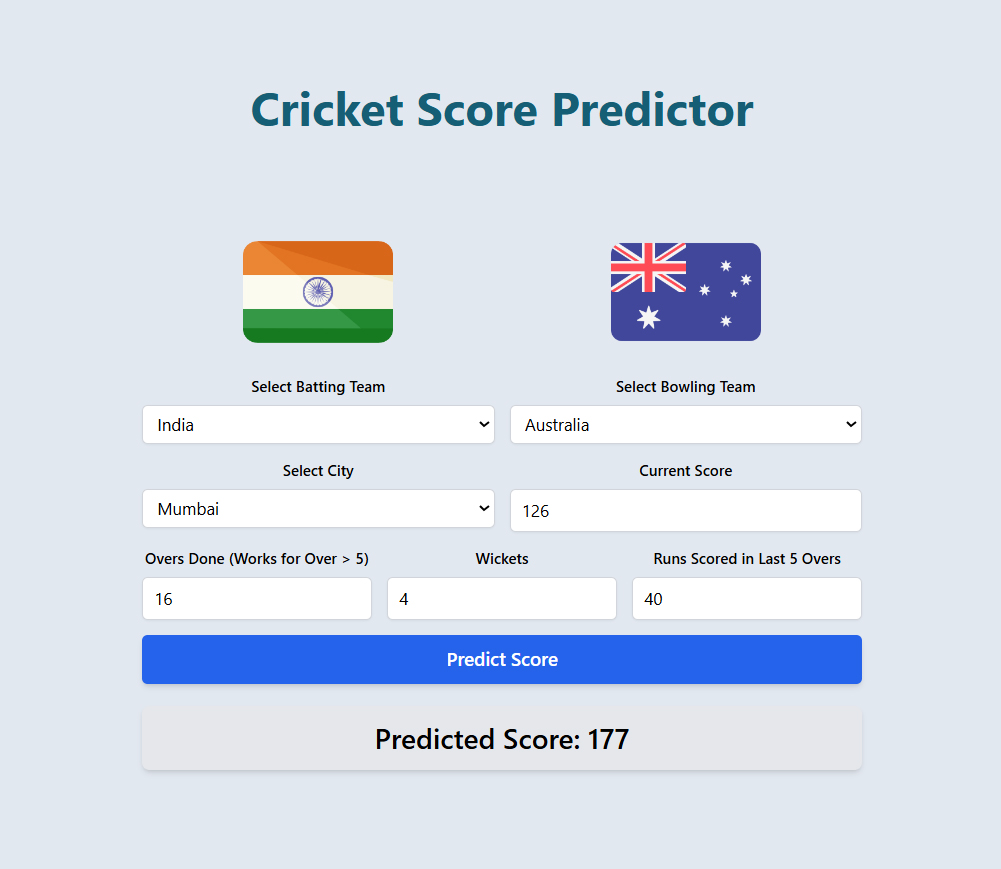 Cricket Score Predictor
Select Batting Team
Select Bowling Team
India
Australia
Select City
Current Score
Mumbai
126
Overs Done (Works for Over > 5)
Wickets
Runs Scored in Last 5 Overs
16
4
40
Predict Score
Predicted Score: 177